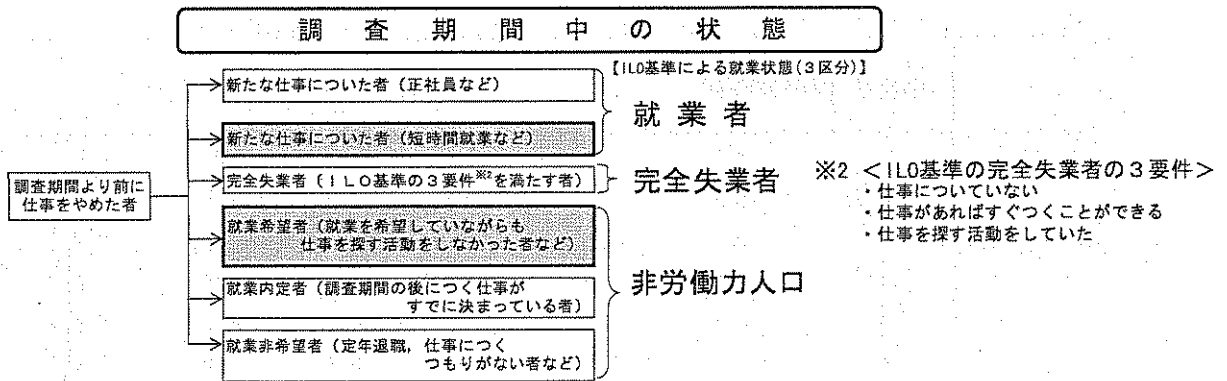 調査期間中の状態
【ILO基準による就業状態(３区分)】
新たな仕事についた者（正社員など）
就業者
新たな仕事についた者（短時間就業など）
完全失業者（ＩＬＯ基準の３要件※2を満たす者）
完全失業者
※2 <ILO基準の完全失業者の３要件>
・仕事についていない
・仕事があればすぐつくことができる
・仕事を探す活動をしていた
調査期間より前に
仕事をやめた者
就業希望者（就業を希望していながらも
仕事を探す活動をしなかった者など）
非労働力人口
就業内定者（調査期間の後につく仕事が
すでに決まっている者）
就業非希望者（定年退職，仕事につく
つもりがない者など）